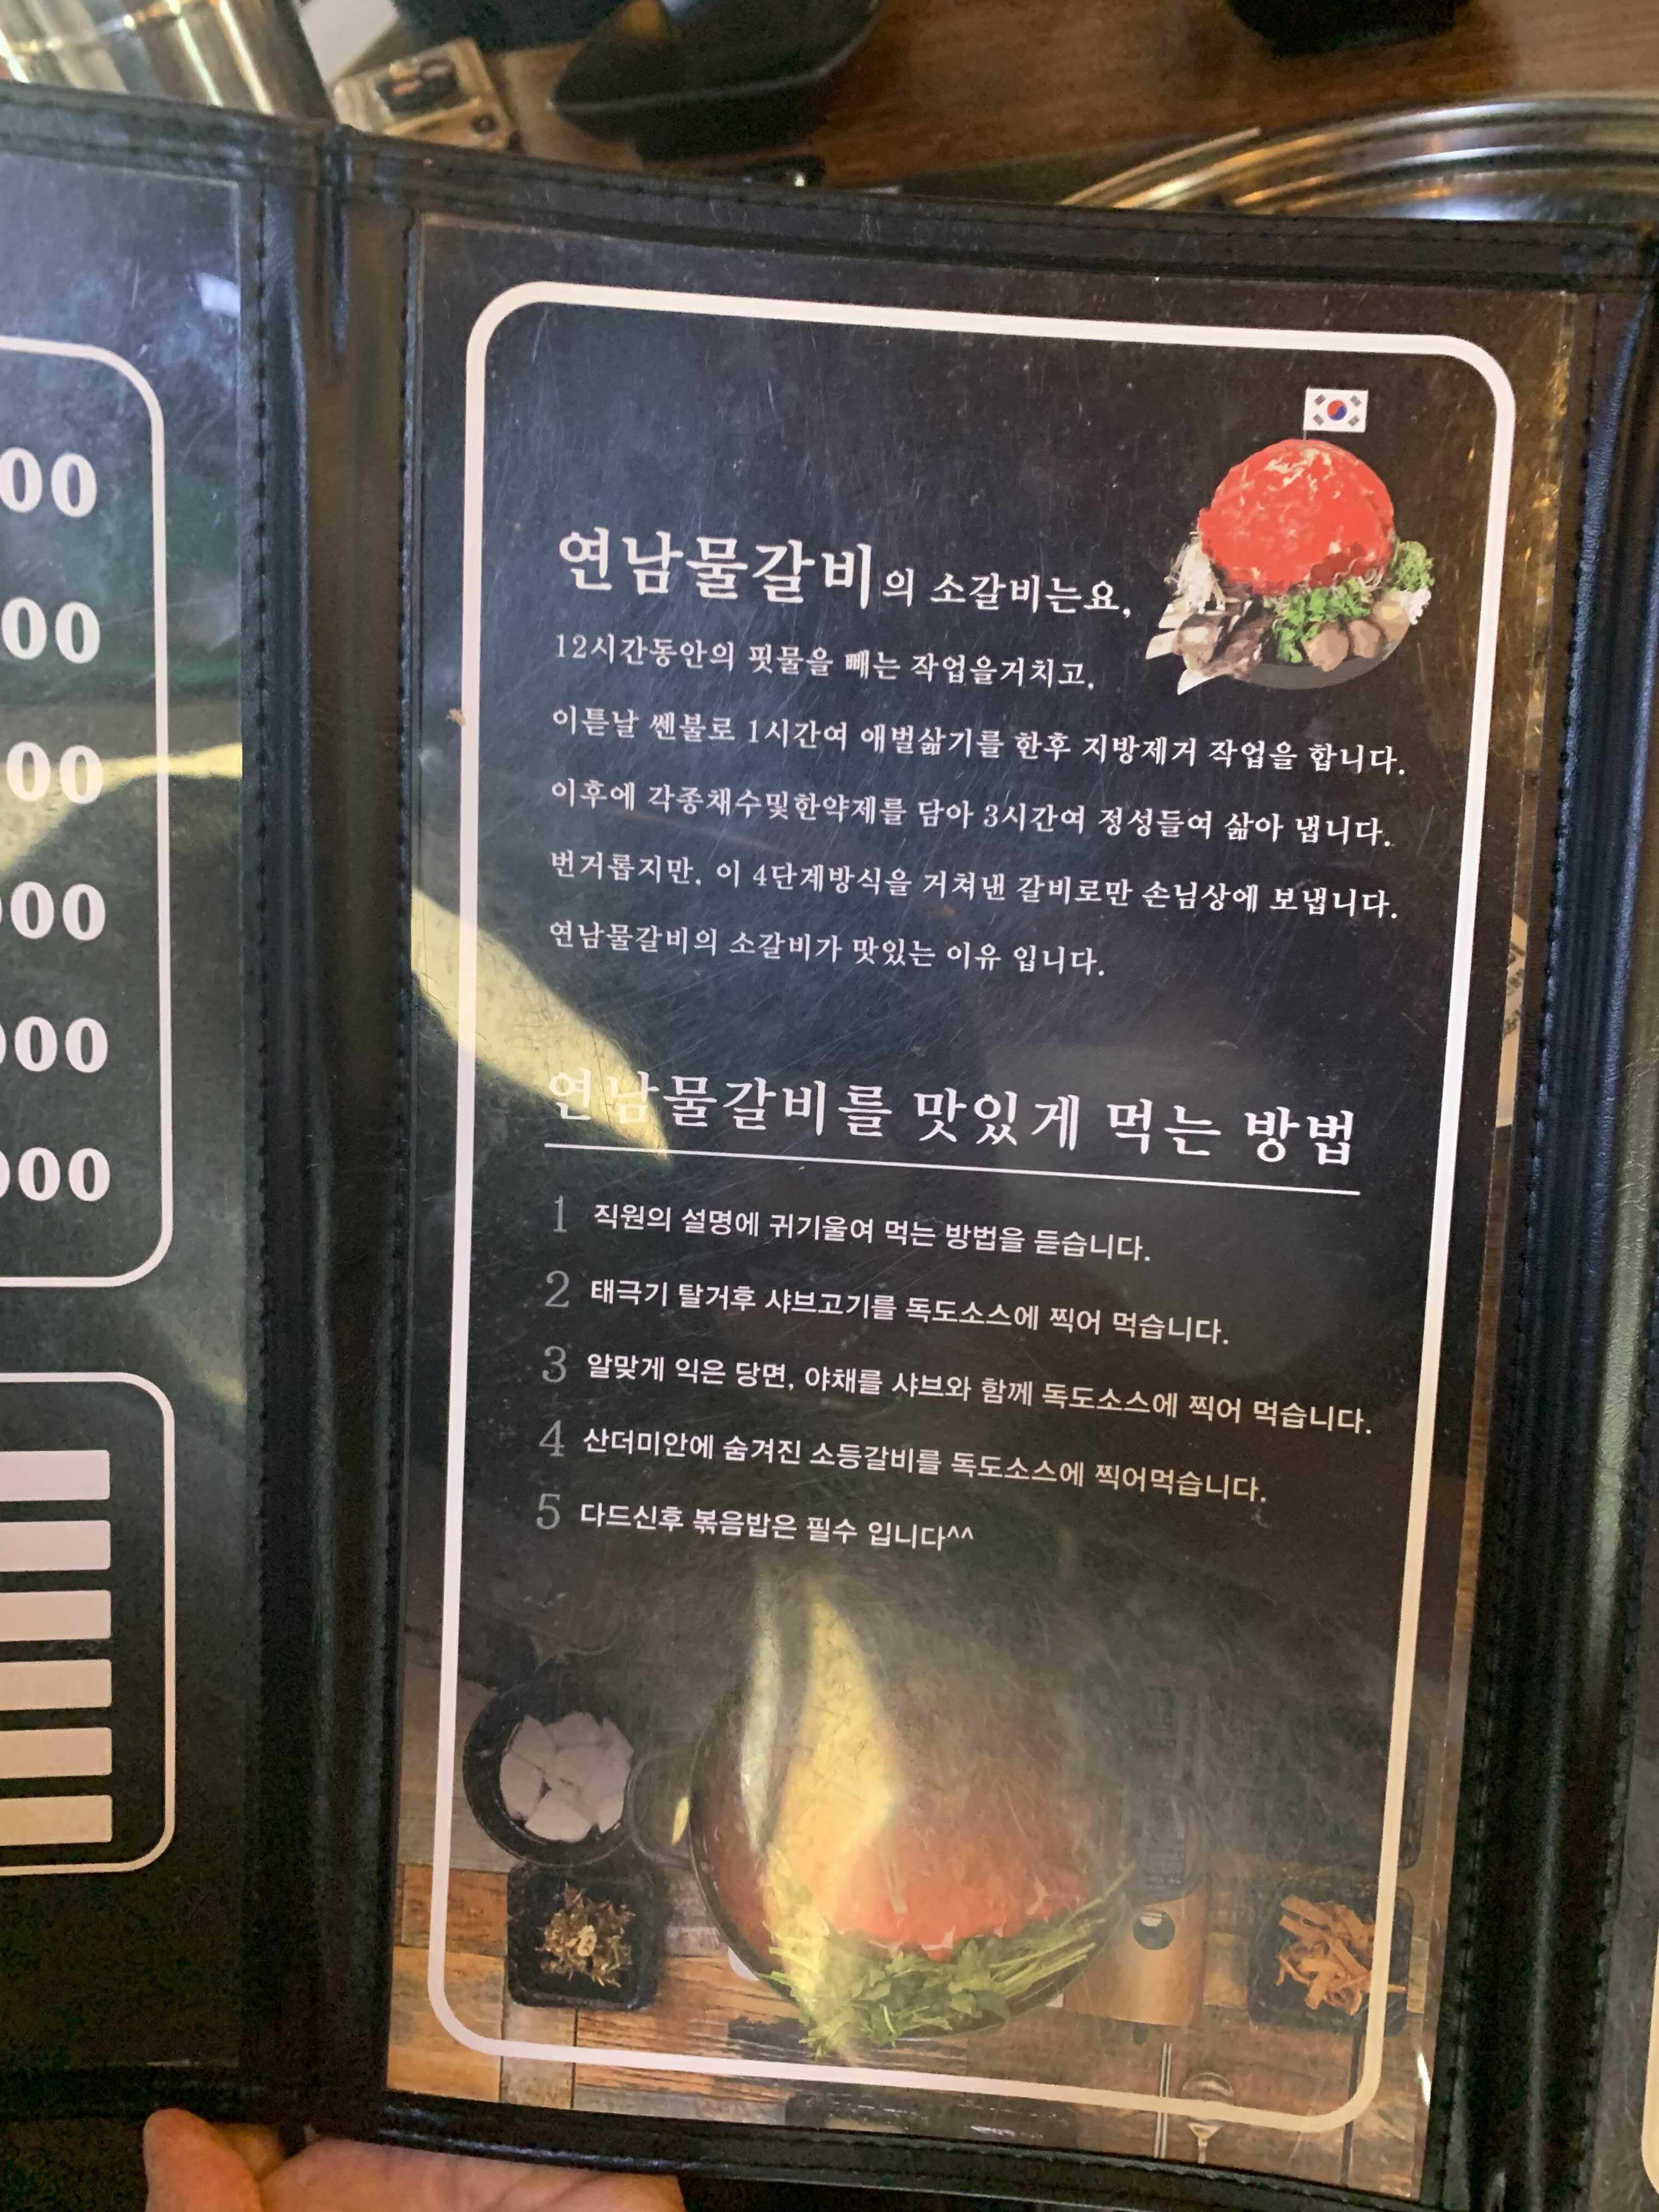 00
00
00
000
000
000
연남물갈비의 소갈비는요,
12시간동안의 핏물을 빼는 작업을거치고,
이튿날 쎈불로 1시간여 애벌삶기를 한후 지방제거 작업을 합니다.
이후에 각종채수및한약제를 담아 3시간여 정성들여 삶아 냅니다.
번거롭지만, 이 4단계방식을 거쳐낸 갈비로만 손님상에 보냅니다.
연남물갈비의 소갈비가 맛있는 이유 입니다.
연남물갈비를 맛있게 먹는 방법
1 직원의 설명에 귀기울여 먹는 방법을 듣습니다.
2 태극기 탈거후 샤브고기를 독도소스에 찍어 먹습니다.
3 알맞게 익은 당면, 야채를 샤브와 함께 독도소스에 찍어 먹습니다.
4 산더미안에 숨겨진 소등갈비를 독도소스에 찍어먹습니다.
5 다드신후 볶음밥은 필수 입니다^^